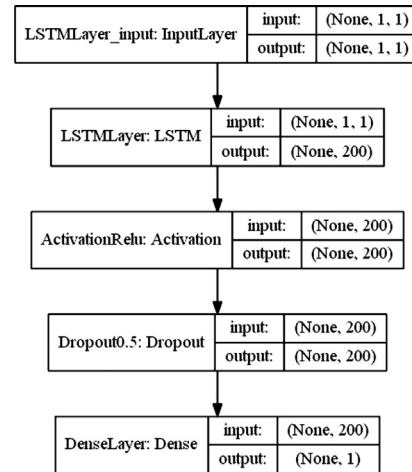 LSTMLayer_input: InputLayer
input: (None, 1, 1)
output: (None, 1, 1)
LSTMLayer: LSTM
input: (None, 1, 1)
output: (None, 200)
ActivationRelu: Activation
input: (None, 200)
output: (None, 200)
Dropout0.5: Dropout
input: (None, 200)
output: (None, 200)
DenseLayer: Dense
input: (None, 200)
output: (None, 1)